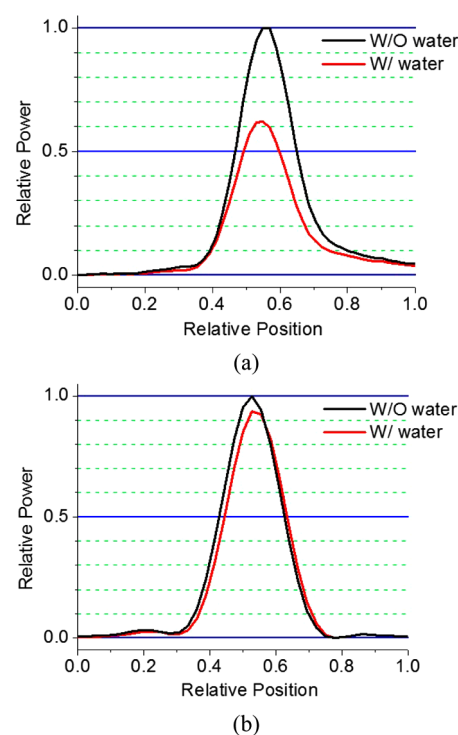 1.0
W/O water
W/ water
Relative Power
0.5
0.0
0.0 0.2 0.4 0.6 0.8 1.0
Relative Position
(a)
1.0
W/O water
W/ water
Relative Power
0.5
0.0
0.0 0.2 0.4 0.6 0.8 1.0
Relative Position
(b)